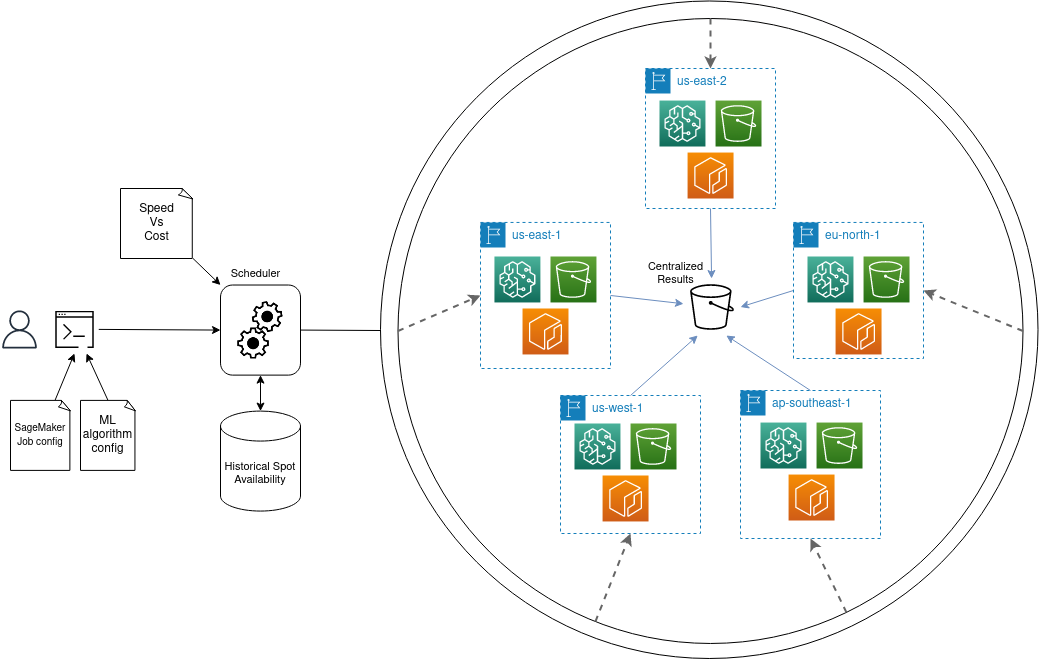 us-east-2
Speed
Vs
Cost
us-east-1
eu-north-1
Scheduler
Centralized
Results
us-west-1
ap-southeast-1
SageMaker
Job config
ML
algorithm
config
Historical Spot
Availability